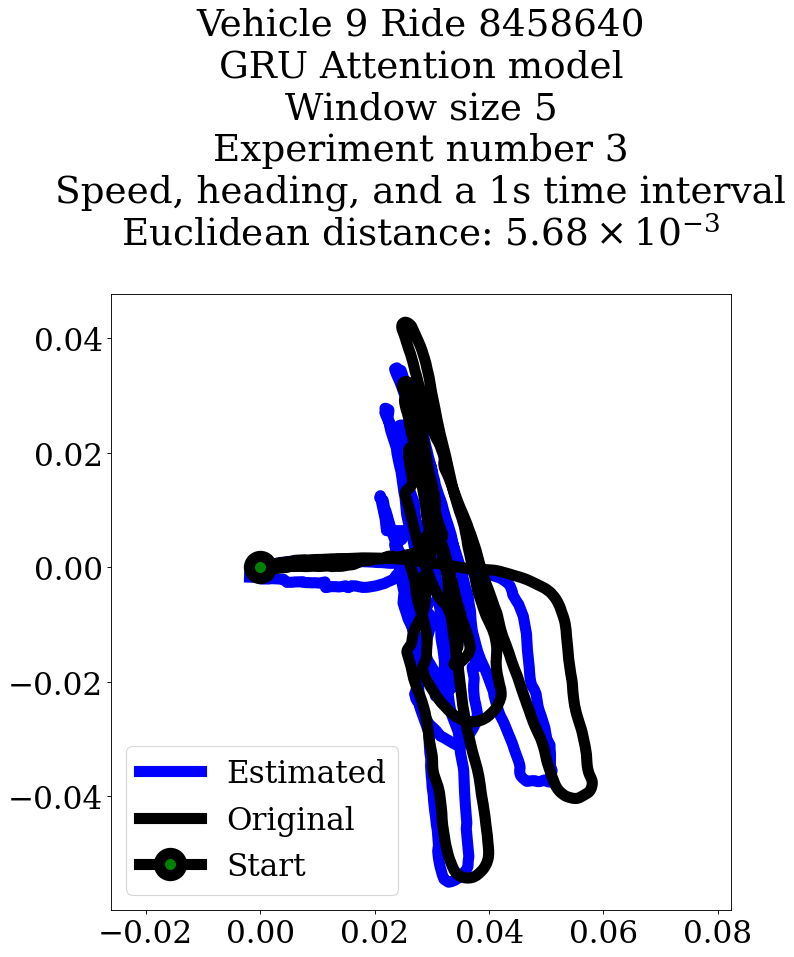 Vehicle 9 Ride 8458640
GRU Attention model
Window size 5
Experiment number 3
Speed, heading, and a 1s time interval
Euclidean distance: 5.68 × 10⁻³
0.04
0.02
0.00
−0.02
−0.04
Estimated
Original
Start
−0.02 0.00 0.02 0.04 0.06 0.08